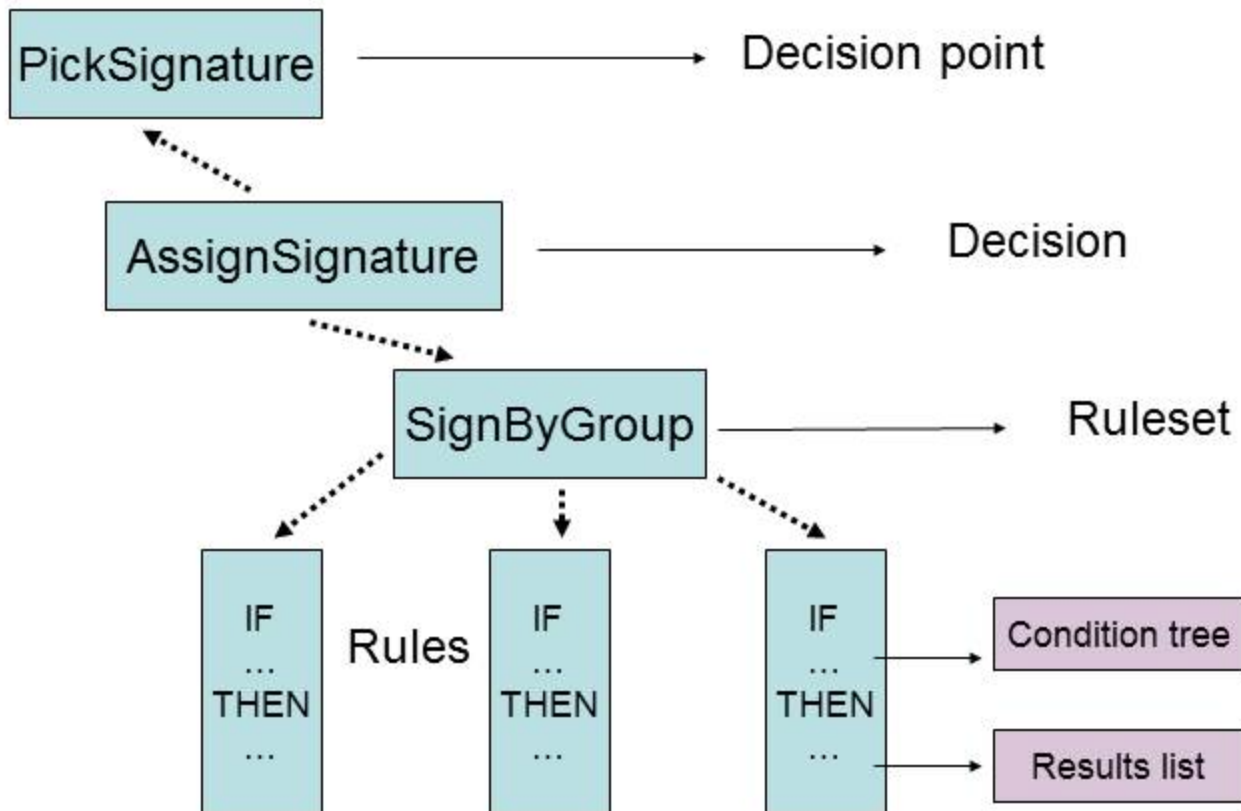 PickSignature
Decision point
AssignSignature
Decision
SignByGroup
Ruleset
IF
…
THEN
…
Rules
IF
…
THEN
…
IF
…
THEN
…
Condition tree
Results list